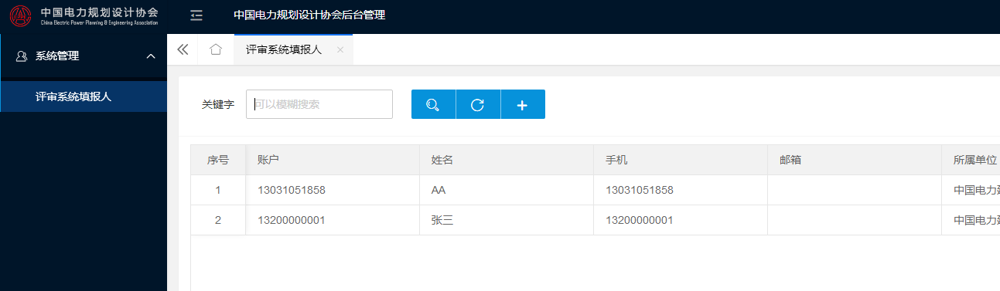 中国电力规划设计协会
China Electric Power Planning & Engineering Association
中国电力规划设计协会后台管理
系统管理
评审系统填报人
评审系统填报人
关键字 可以模糊搜索
序号 账户 姓名 手机 邮箱 所属单位
1 13031051858 AA 13031051858 中国电力
2 13200000001 张三 13200000001 中国电力